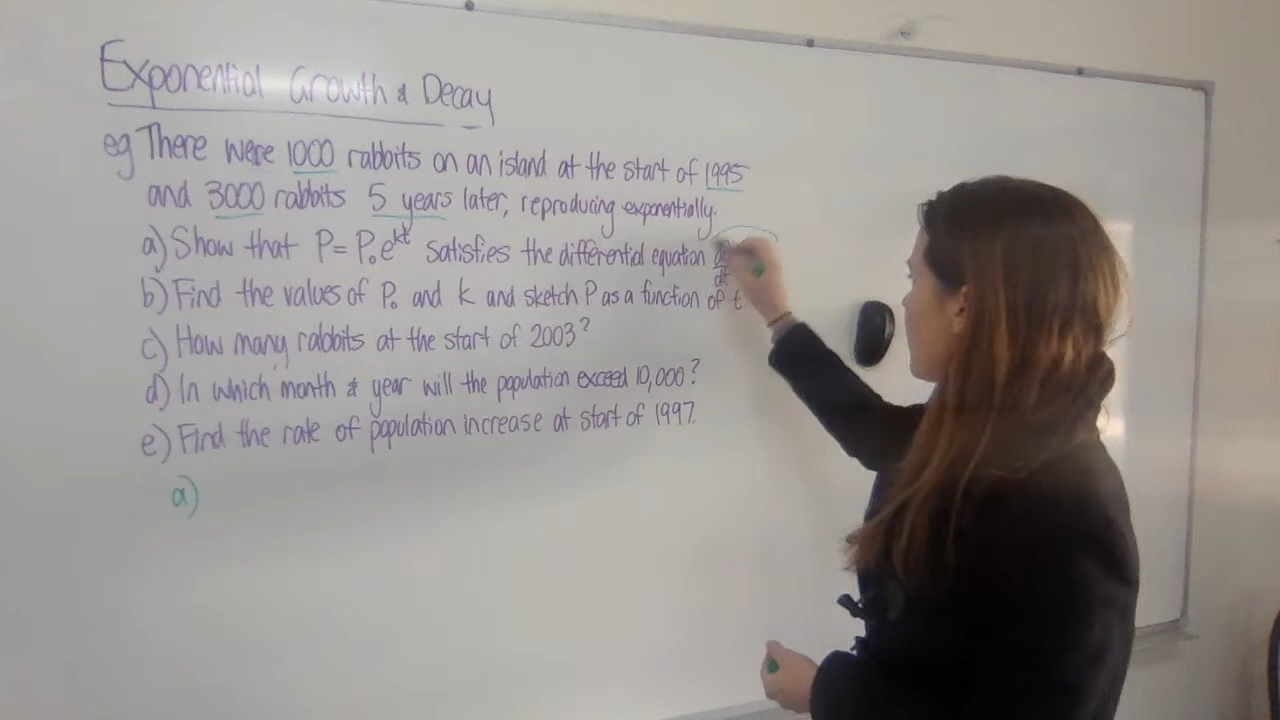 Exponential Growth & Decay
eg There were 1000 rabbits on an island at the start of 1995
and 3000 rabbits 5 years later, reproducing exponentially.
a) Show that P = P₀eᵏᵗ satisfies the differential equation
b) Find the values of P₀ and k and sketch P as a function of t.
c) How many rabbits at the start of 2003?
d) In which month & year will the population exceed 10,000?
e) Find the rate of population increase at start of 1997.
a)